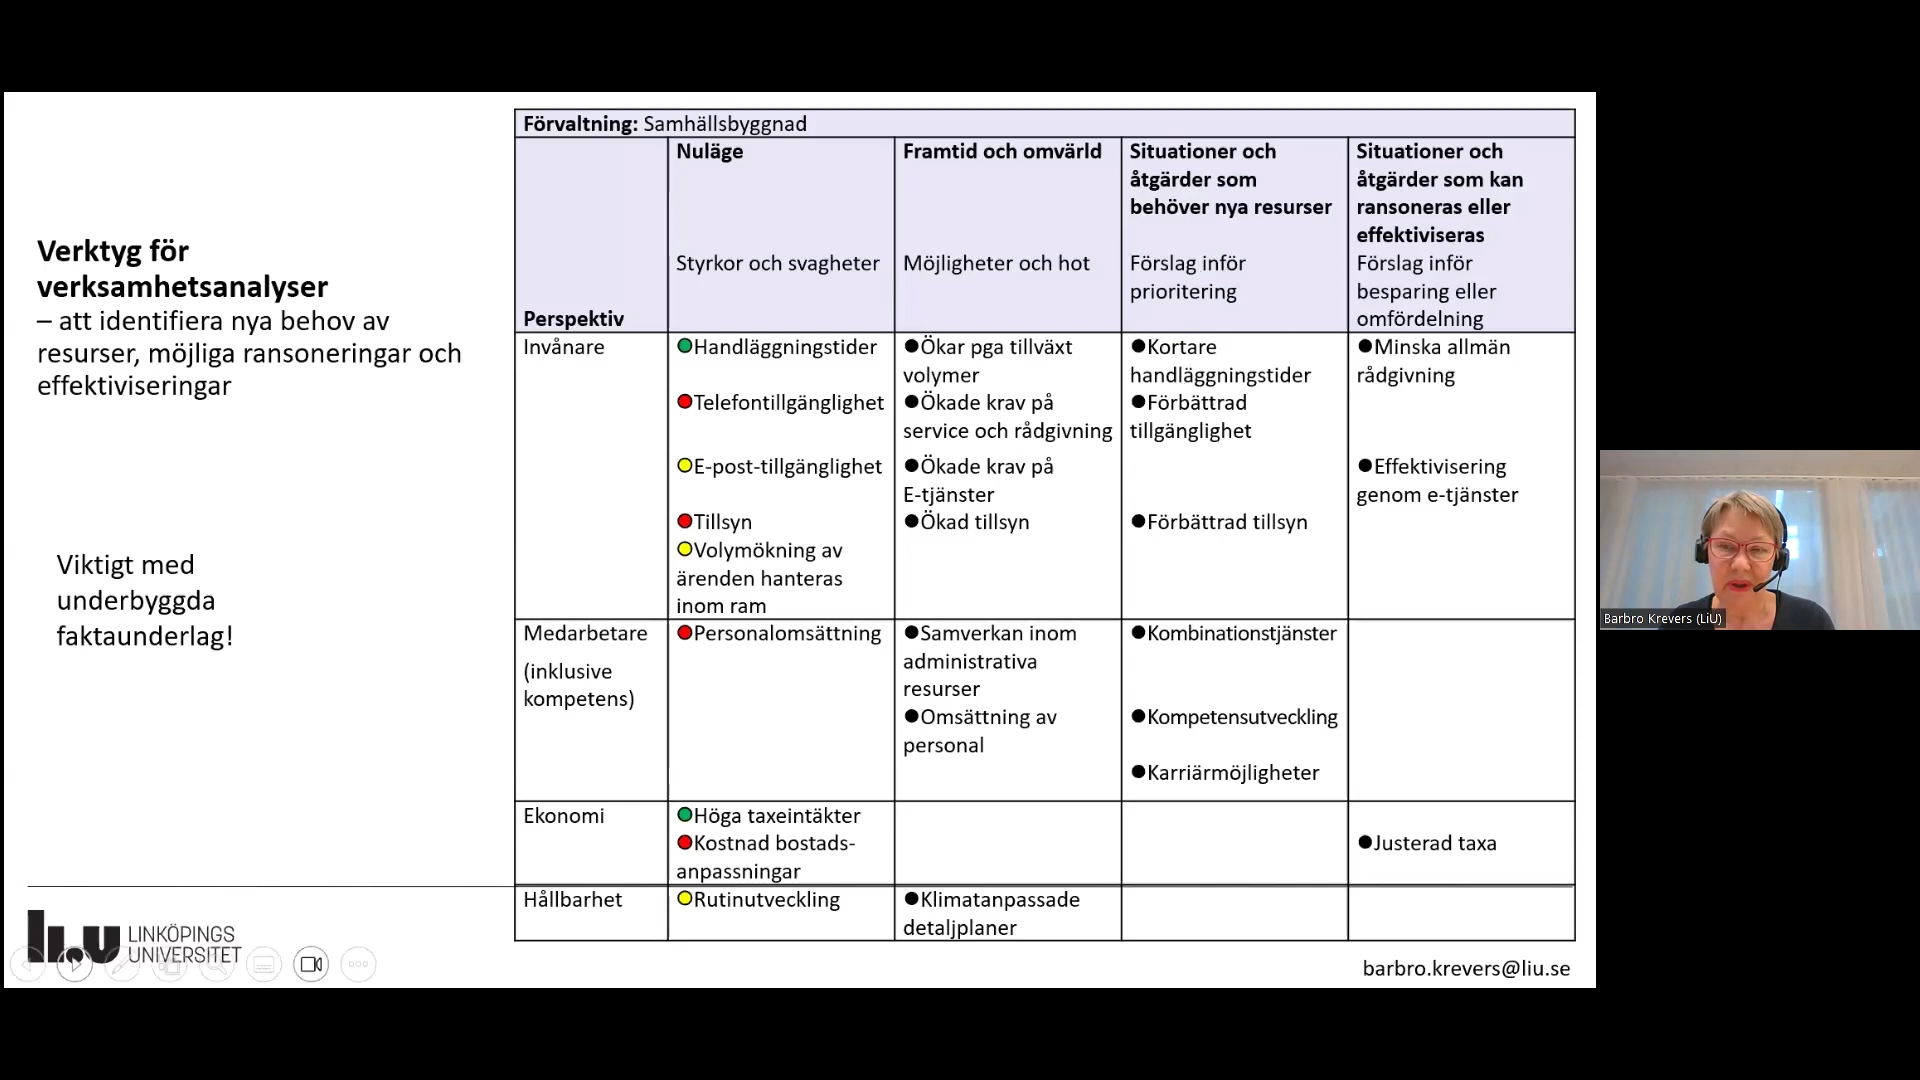 Verktyg för
verksamhetsanalyser
– att identifiera nya behov av
resurser, möjliga ransoneringar och
effektiviseringar
Viktigt med
underbyggda
faktaunderlag!
Förvaltning: Samhällsbyggnad
Perspektiv
Nuläge
Styrkor och svagheter
Framtid och omvärld
Möjligheter och hot
Situationer och
åtgärder som
behöver nya resurser
Förslag inför
prioritering
Situationer och
åtgärder som kan
ransoneras eller
effektiviseras
Förslag inför
besparing eller
omfördelning
Invånare
Handläggningstider
Telefontillgänglighet
E-post-tillgänglighet
Tillsyn
Volymökning av
ärenden hanteras
inom ram
Ökar pga tillväxt
volymer
Ökade krav på
service och rådgivning
Ökade krav på
E-tjänster
Ökad tillsyn
Kortare
handläggningstider
Förbättrad
tillgänglighet
Förbättrad tillsyn
Minska allmän
rådgivning
Effektivisering
genom e-tjänster
Medarbetare
(inklusive
kompetens)
Personalomsättning
Samverkan inom
administrativa
resurser
Omsättning av
personal
Kombinationstjänster
Kompetensutveckling
Karriärmöjligheter
Ekonomi
Höga taxeintäkter
Kostnad bostads-
anpassningar
Justerad taxa
Hållbarhet
Rutinutveckling
Klimatanpassade
detaljplaner
LIU LINKÖPINGS
UNIVERSITET
barbro.krevers@liu.se
Barbro Krevers (LiU)